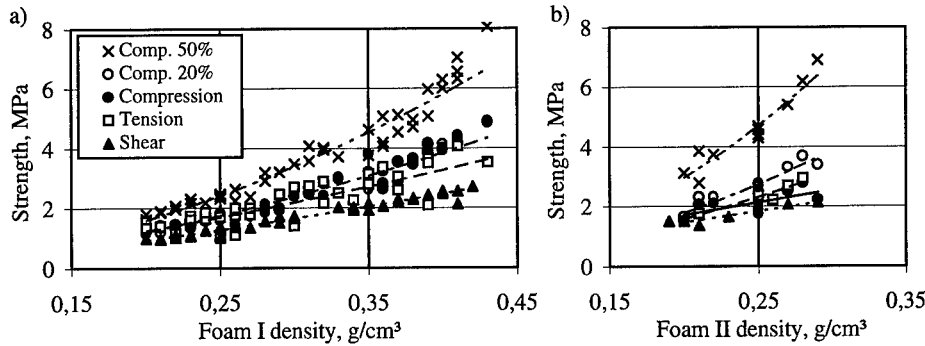 a)
8
6
4
2
0
Strength, MPa
Comp. 50%
Comp. 20%
Compression
Tension
Shear
0,15 0,25 0,35 0,45
Foam I density, g/cm³
b)
8
6
4
2
0
Strength, MPa
0,15 0,25 0,35
Foam II density, g/cm³